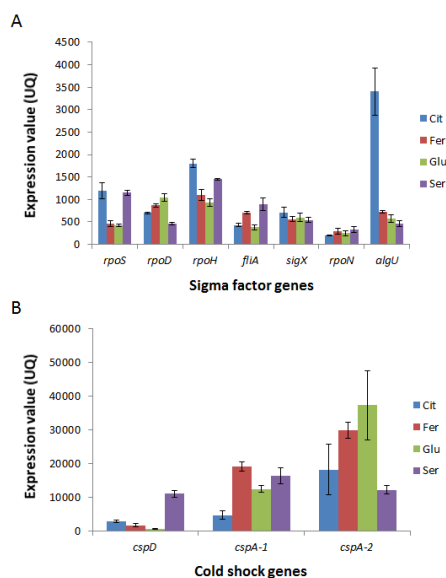 A
Expression value (UQ)
4500
4000
3500
3000
2500
2000
1500
1000
500
0
rpoS rpoD rpoH fliA sigX rpoN algU
Sigma factor genes
Cit
Fer
Glu
Ser
B
Expression value (UQ)
60000
50000
40000
30000
20000
10000
0
cspD cspA-1 cspA-2
Cold shock genes
Cit
Fer
Glu
Ser